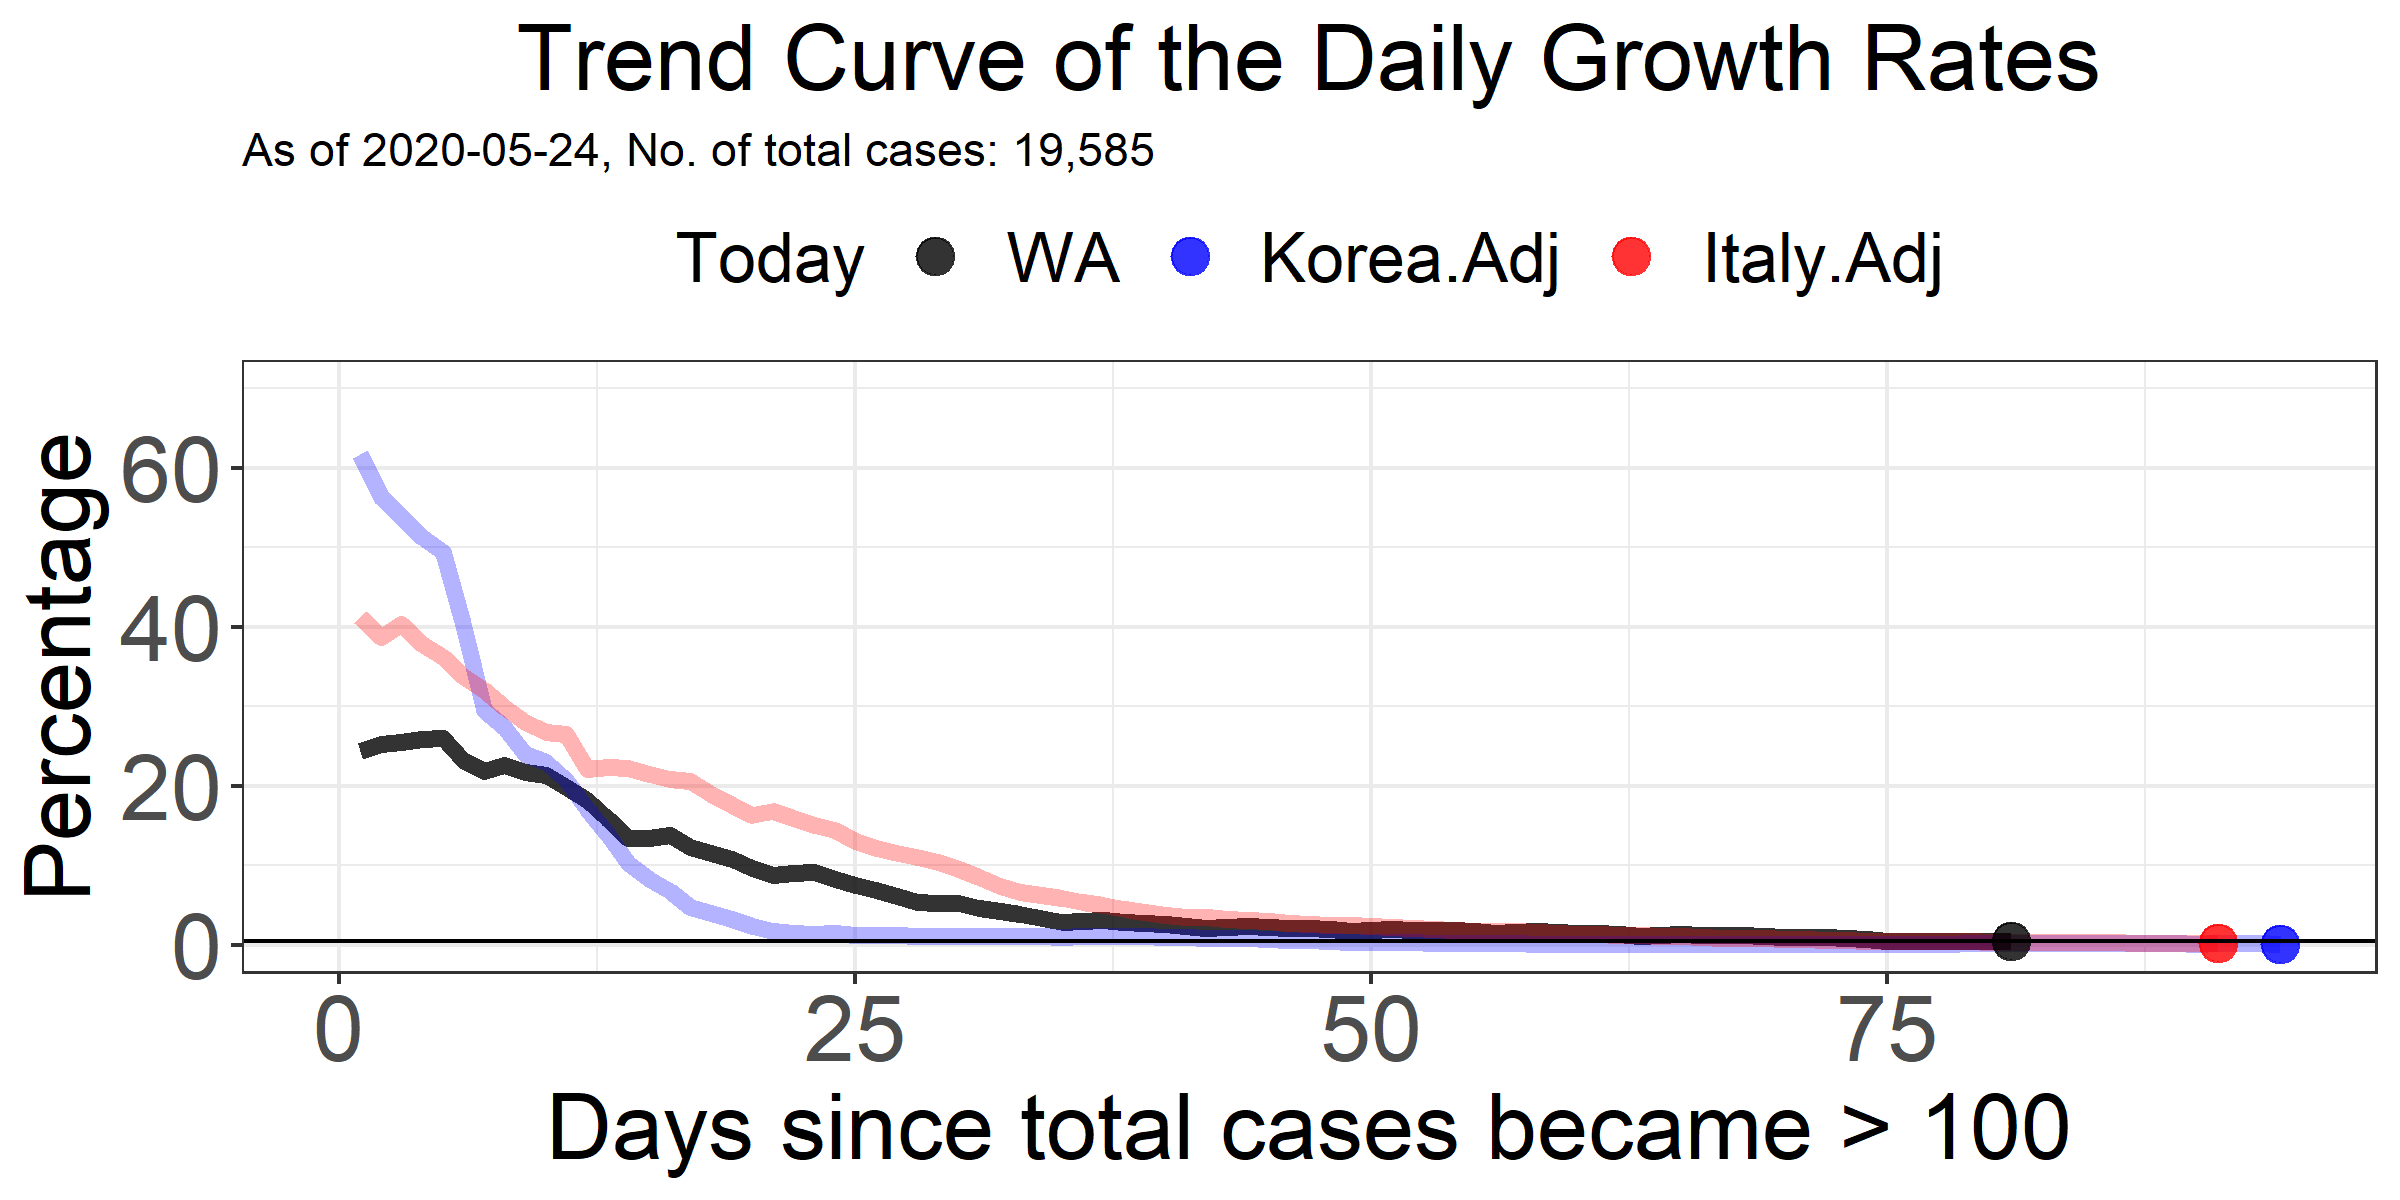 Trend Curve of the Daily Growth Rates
As of 2020-05-24, No. of total cases: 19,585
Today WA Korea.Adj Italy.Adj
Percentage
60
40
20
0
0 25 50 75
Days since total cases became > 100